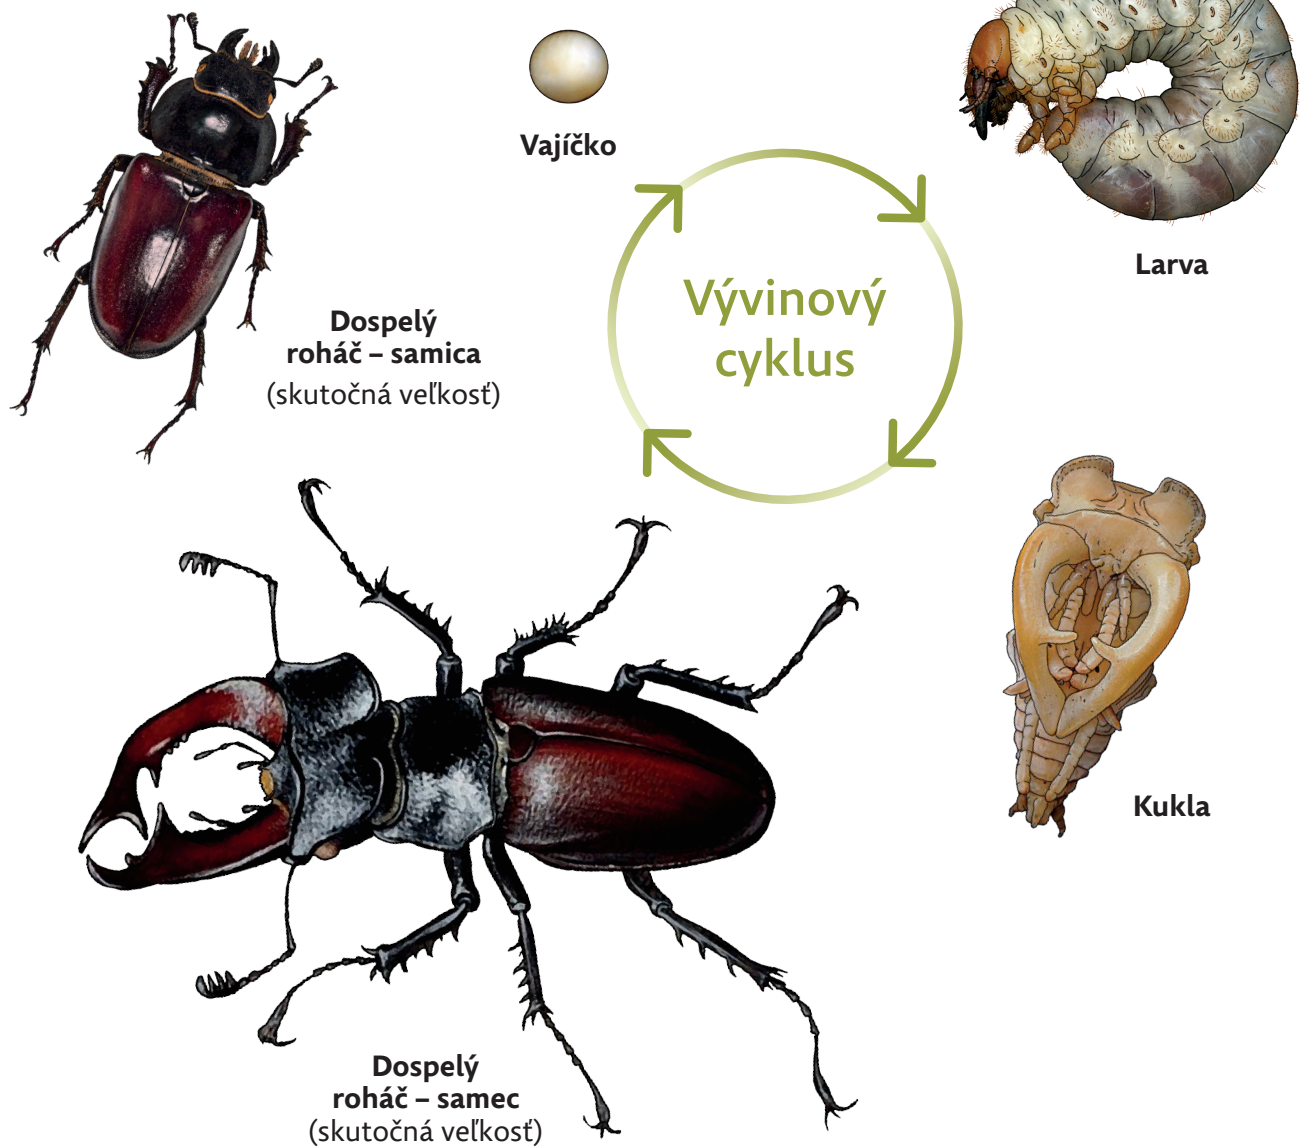 Vajíčko
Larva
Vývinový
cyklus
Dospelý
roháč – samica
(skutočná veľkosť)
Kukla
Dospelý
roháč – samec
(skutočná veľkosť)